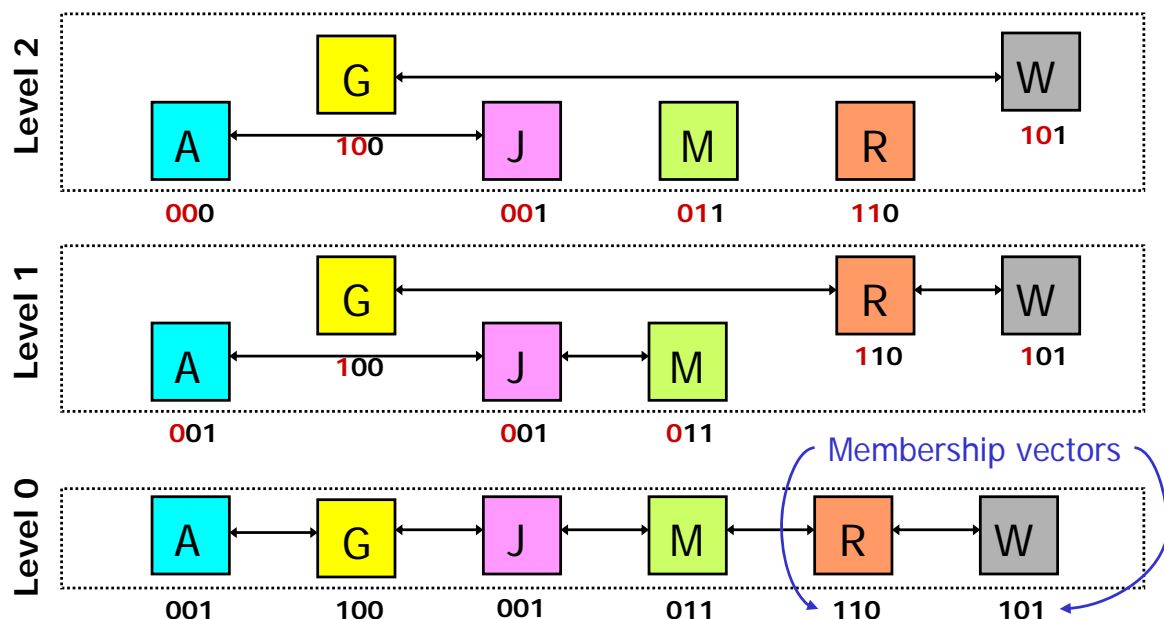 Level 2
G W
A J M R
100 101
000 001 011 110
Level 1
G R W
A J M
100 110 101
001 001 011
Membership vectors
Level 0
A G J M R W
001 100 001 011 110 101